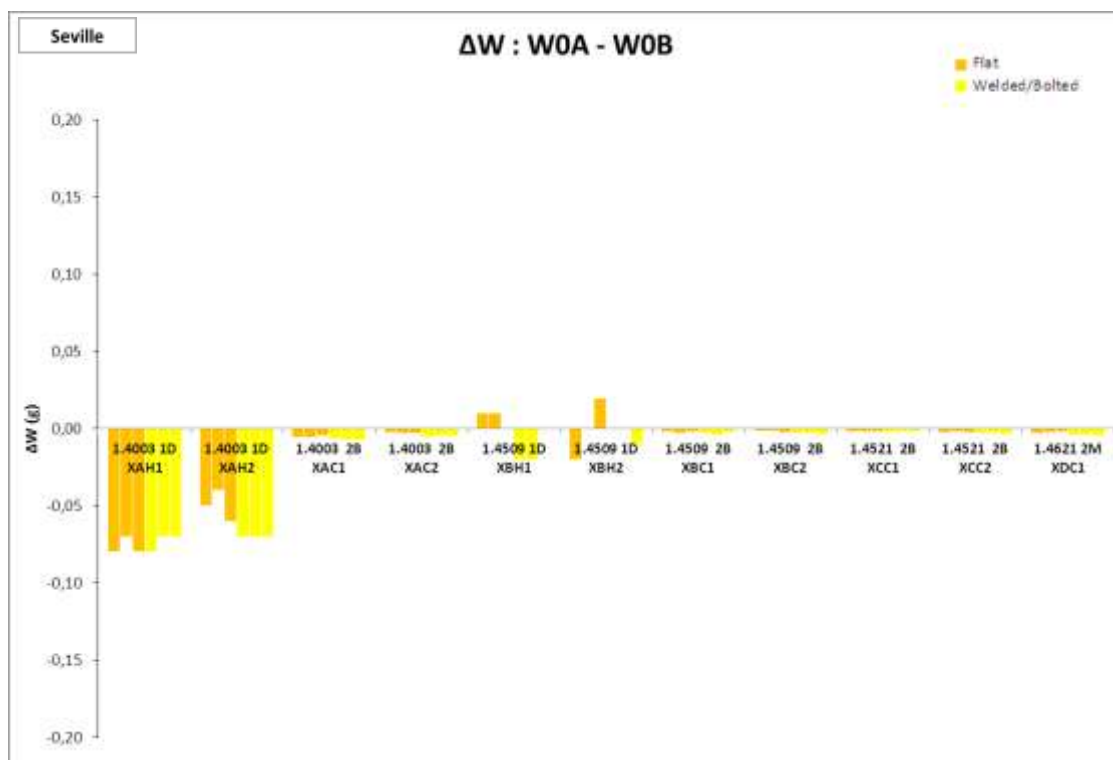 Seville
ΔW : W0A - W0B
Flat
Welded/Bolted
0,20
0,15
0,10
0,05
0,00
-0,05
-0,10
-0,15
-0,20
ΔW (g)
1.4003 1D 1.4003 1D 1.4003 2B 1.4003 2B 1.4509 1D 1.4509 1D 1.4509 2B 1.4509 2B 1.4521 2B 1.4521 2B 1.4621 2M
XAH1 XAH2 XAC1 XAC2 XBH1 XBH2 XBC1 XBC2 XCC1 XCC2 XDC1